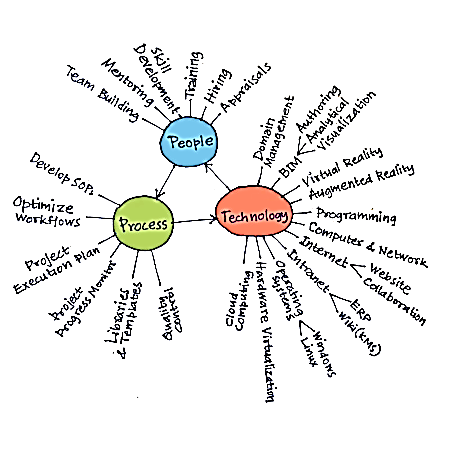 Team Building
Mentoring
Skill
Development
Training
Hiring
Appraisals
People
Domain
Management
BIM
Authoring
Analytical
Visualization
Virtual Reality
Augmented Reality
Programming
Computer & Network
Internet
Website
Collaboration
Intranet
ERP
Wiki(KMS)
Operating
Systems
Windows
Linux
Hardware Virtualization
Cloud
Computing
Technology
Process
Develop SOPs
Optimize
Workflows
Project
Execution Plan
Project
Progress Monitor
Libraries
& Templates
Quality
Control